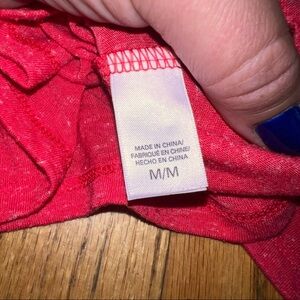 MADE IN CHINA/
FABRIQUÉ EN CHINE/
HECHO EN CHINA
M/M